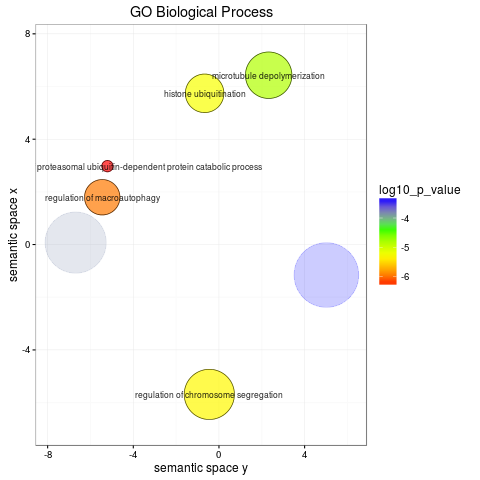 GO Biological Process
8
4
0
-4
semantic space x
microtubule depolymerization
histone ubiquitination
proteasomal ubiquitin-dependent protein catabolic process
regulation of macroautophagy
regulation of chromosome segregation
-8
-4
0
4
semantic space y
log10_p_value
-4
-5
-6